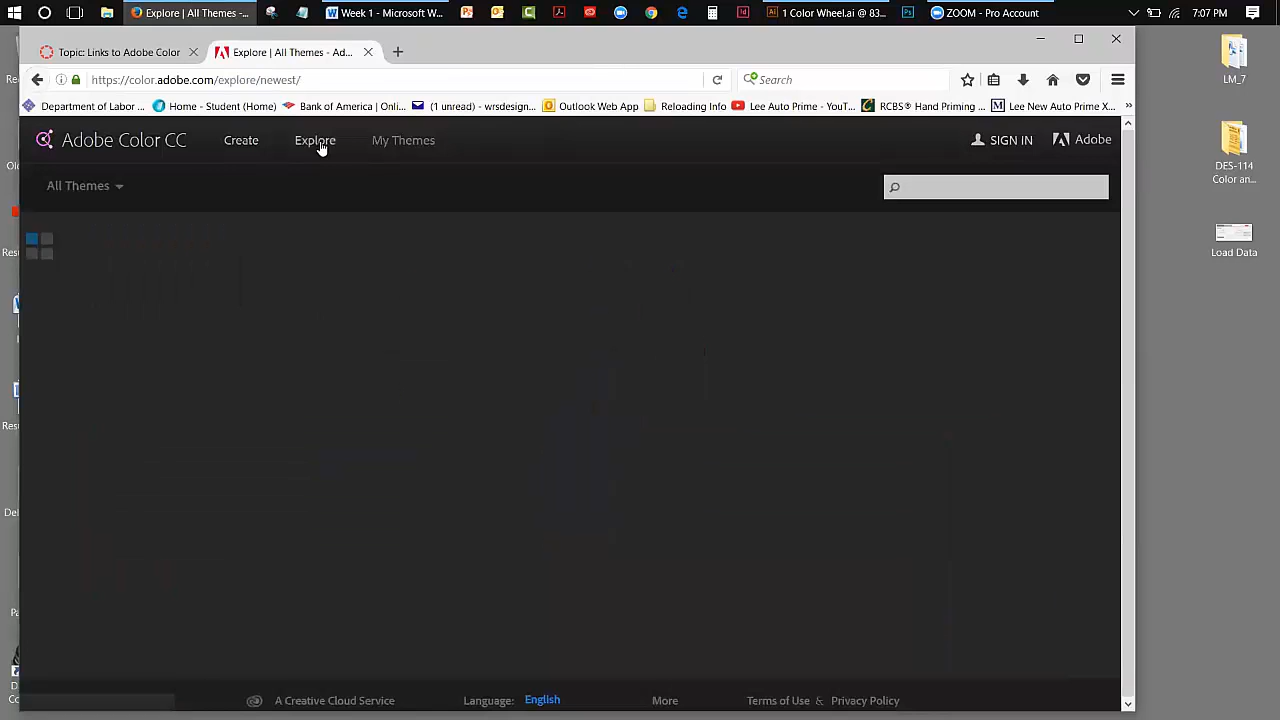 Explore | All Themes -...
Week 1 - Microsoft W...
1 Color Wheel.ai @ 83...
ZOOM - Pro Account
7:07 PM
Topic Links to Adobe Color
Explore | All Themes - Ad...
https://color.adobe.com/explore/newest/
Search
Department of Labor ...
Home - Student (Home)
Bank of America | Onli...
(1 unread) - wrsdesign...
Outlook Web App
Reloading Info
Lee Auto Prime - YouT...
RCBS® Hand Priming ...
Lee New Auto Prime X...
Adobe Color CC
Create
Explore
My Themes
SIGN IN
Adobe
All Themes
A Creative Cloud Service
Language:
English
More
Terms of Use & Privacy Policy
LM_7
DES-114
Color an...
Load Data